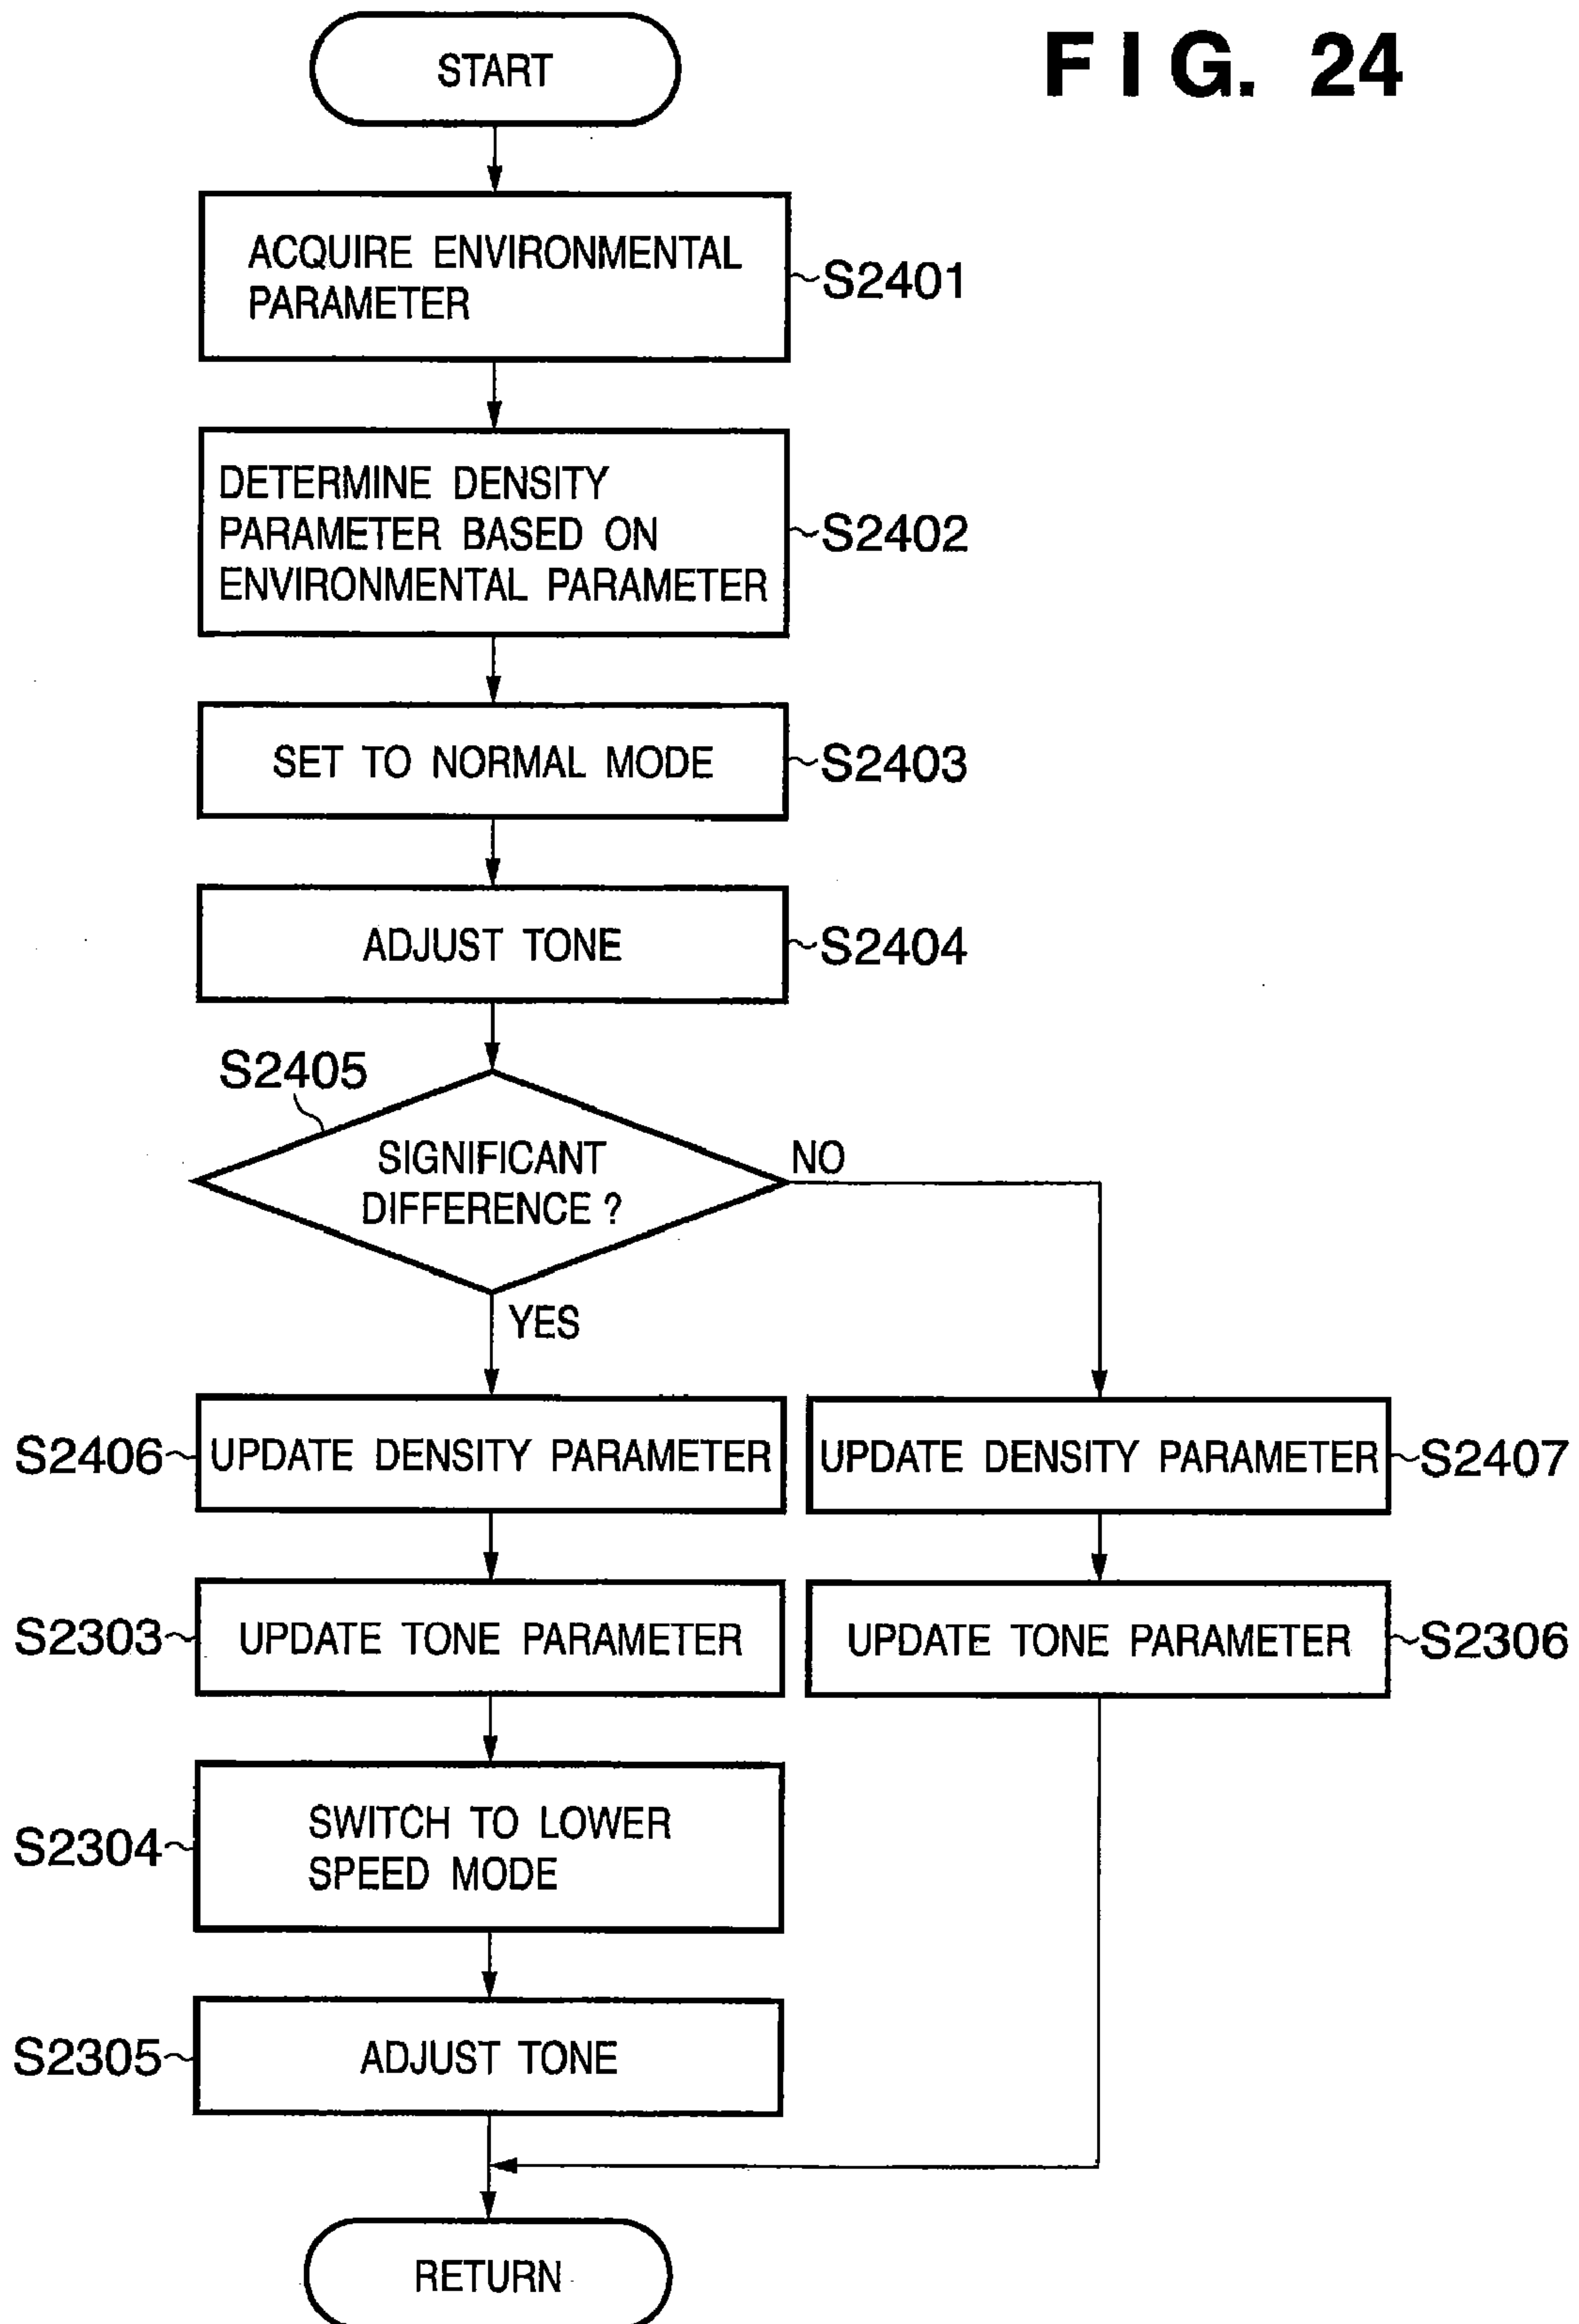 FIG. 24
START
ACQUIRE ENVIRONMENTAL
PARAMETER
S2401
DETERMINE DENSITY
PARAMETER BASED ON
ENVIRONMENTAL PARAMETER
S2402
SET TO NORMAL MODE
S2403
ADJUST TONE
S2404
S2405
SIGNIFICANT
DIFFERENCE ?
NO
YES
S2406
UPDATE DENSITY PARAMETER
UPDATE DENSITY PARAMETER
S2407
S2303
UPDATE TONE PARAMETER
UPDATE TONE PARAMETER
S2306
S2304
SWITCH TO LOWER
SPEED MODE
S2305
ADJUST TONE
RETURN